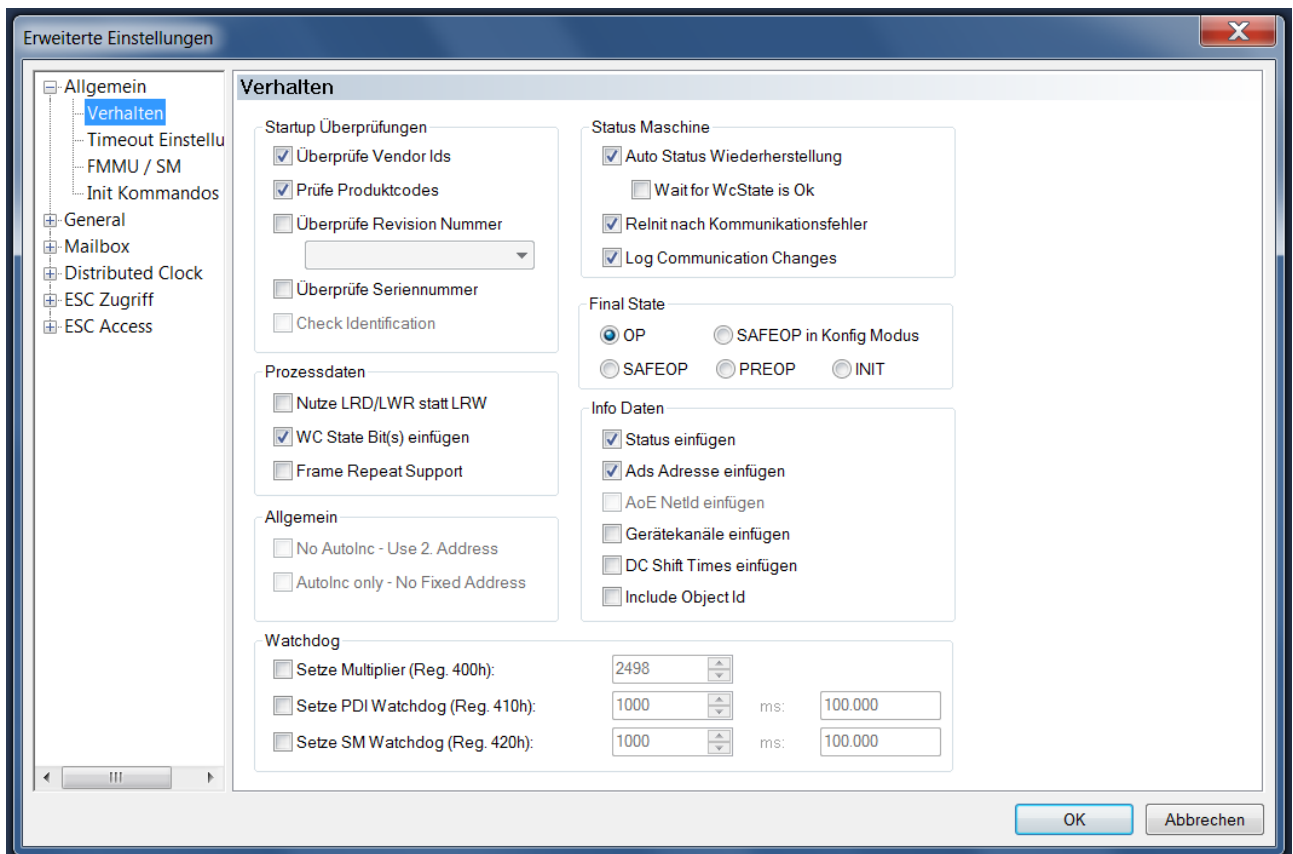 Erweiterte Einstellungen
Allgemein
Verhalten
Timeout Einstellu
FMMU / SM
Init Kommandos
General
Mailbox
Distributed Clock
ESC Zugriff
ESC Access
Verhalten
Startup Überprüfungen
Überprüfe Vendor Ids
Prüfe Produktcodes
Überprüfe Revision Nummer
Überprüfe Seriennummer
Check Identification
Prozessdaten
Nutze LRD/LWR statt LRW
WC State Bit(s) einfügen
Frame Repeat Support
Allgemein
No AutoInc - Use 2. Address
AutoInc only - No Fixed Address
Status Maschine
Auto Status Wiederherstellung
Wait for WcState is Ok
ReInit nach Kommunikationsfehler
Log Communication Changes
Final State
OP SAFEOP in Konfig Modus
SAFEOP PREOP INIT
Info Daten
Status einfügen
Ads Adresse einfügen
AoE NetId einfügen
Gerätekanäle einfügen
DC Shift Times einfügen
Include Object Id
Watchdog
Setze Multiplier (Reg. 400h): 2498
Setze PDI Watchdog (Reg. 410h): 1000 ms: 100.000
Setze SM Watchdog (Reg. 420h): 1000 ms: 100.000
OK Abbrechen